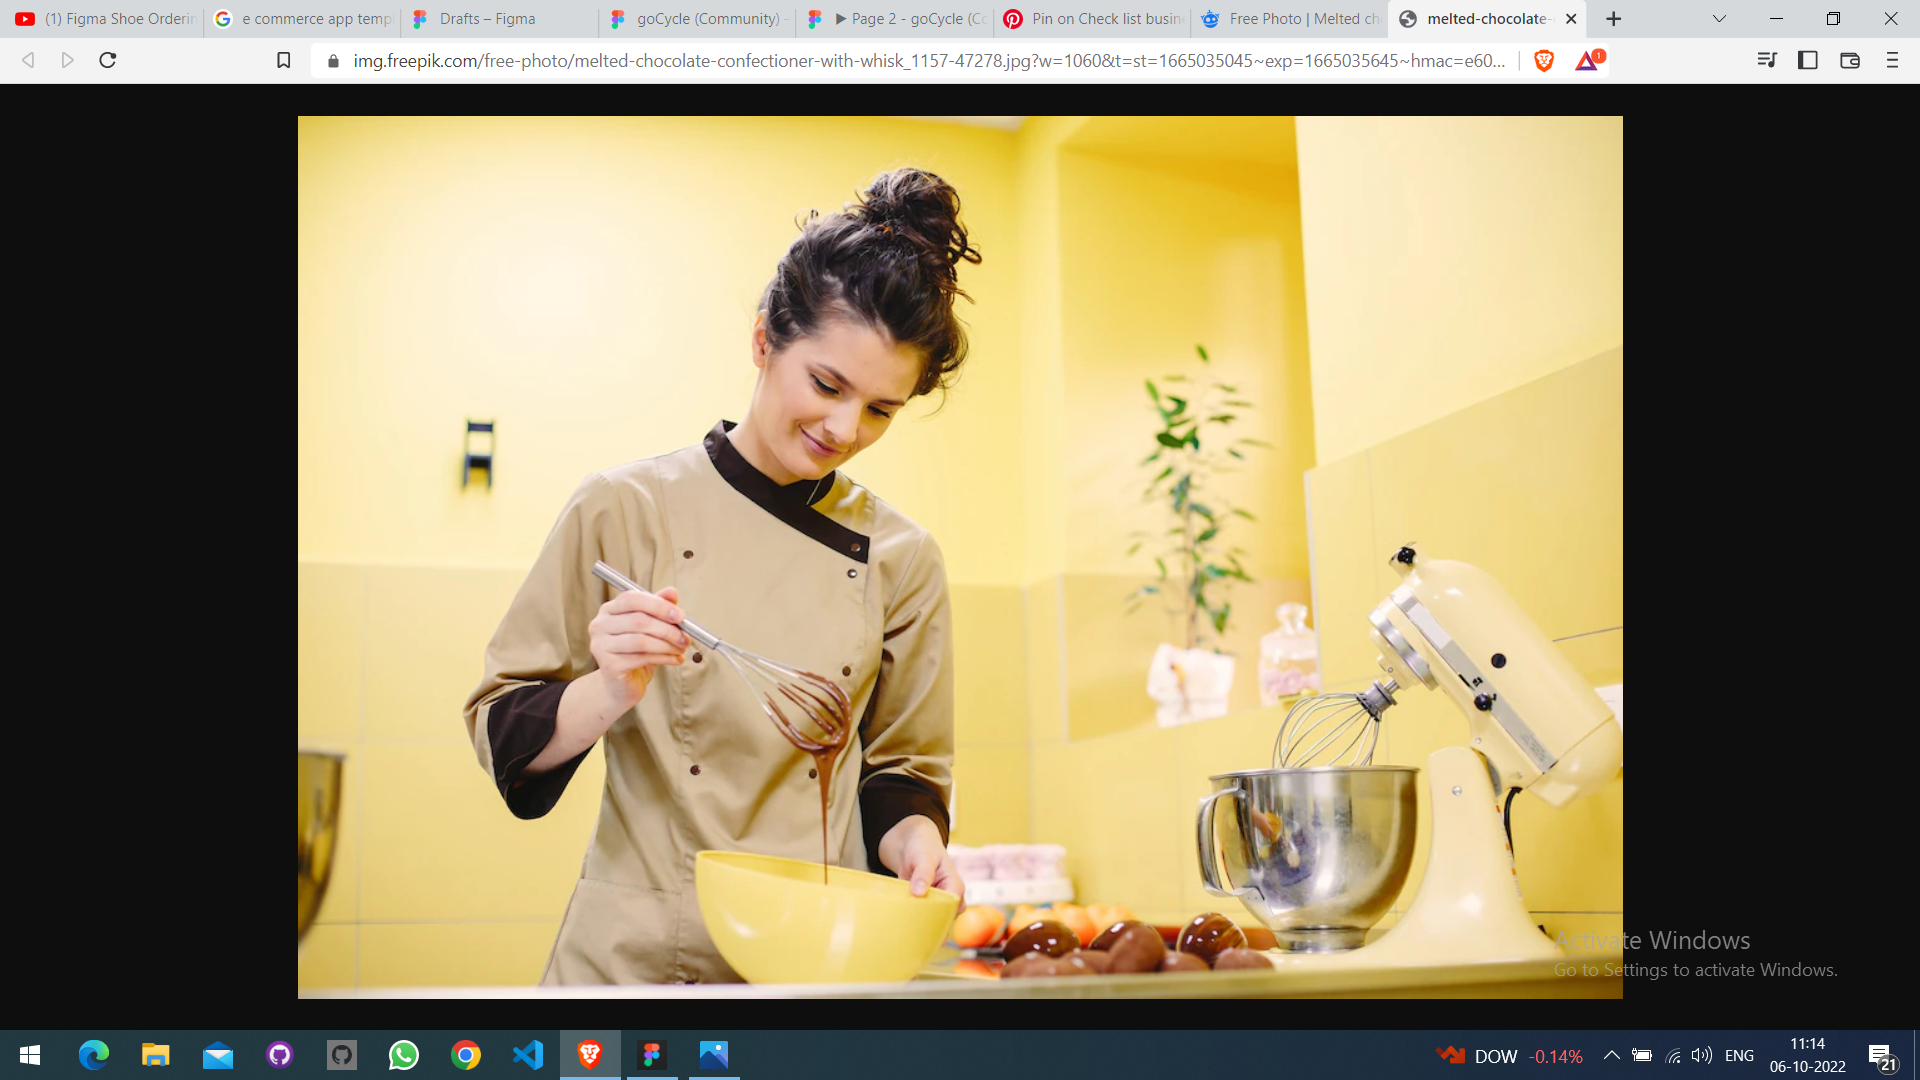 (1) Figma Shoe Orderin
e commerce app temp
Drafts – Figma
goCycle (Community) -
▶ Page 2 - goCycle (Co
Pin on Check list busine
Free Photo | Melted ch
melted-chocolate-
img.freepik.com/free-photo/melted-chocolate-confectioner-with-whisk_1157-47278.jpg?w=1060&t=st=1665035045~exp=1665035645~hmac=e60...
1
Activate Windows
Go to Settings to activate Windows.
DOW -0.14%
ENG
11:14
06-10-2022
21